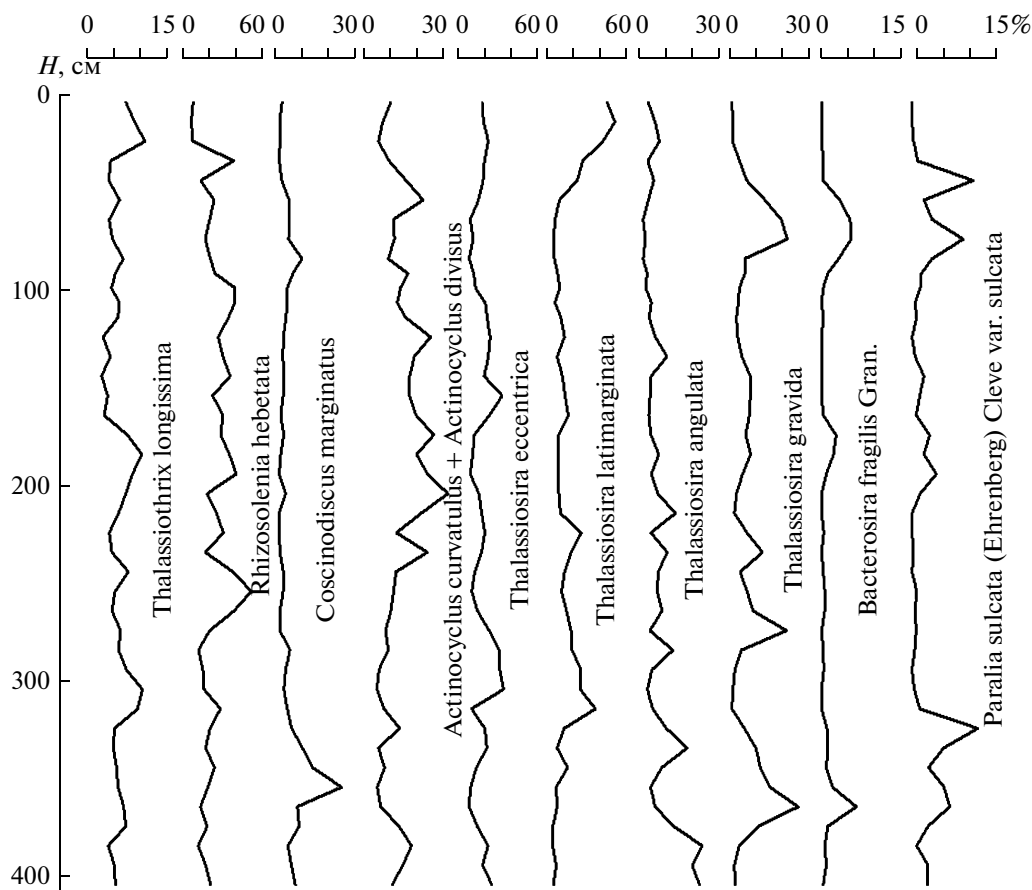 0 15 0 60 0 30 0 30 0 60 0 60 0 30 0 30 0 15 0 15%
H, см
0
100
200
300
400
Thalassiothrix longissima
Rhizosolenia hebetata
Coscinodiscus marginatus
Actinocyclus curvatulus + Actinocyclus divisus
Thalassiosira eccentrica
Thalassiosira latimarginata
Thalassiosira angulata
Thalassiosira gravida
Bacterosira fragilis Gran.
Paralia sulcata (Ehrenberg) Cleve var. sulcata